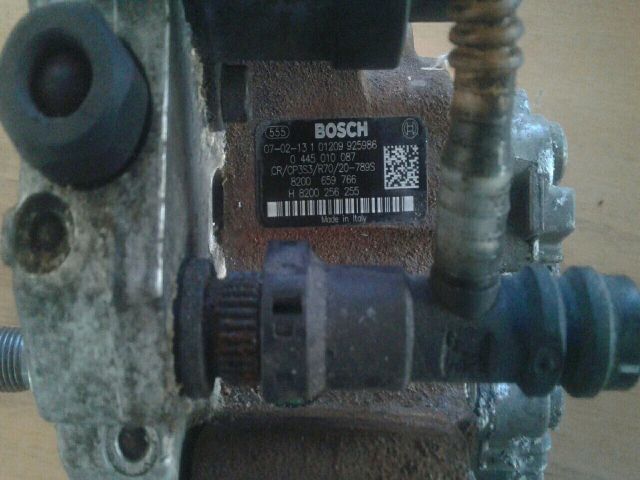 555 BOSCH
07-02-13 1 01209 925986
0 445 010 087
CR/CP3S3/R70/20-789S
8200 659 766
H 8200 256 255
Made in Italy